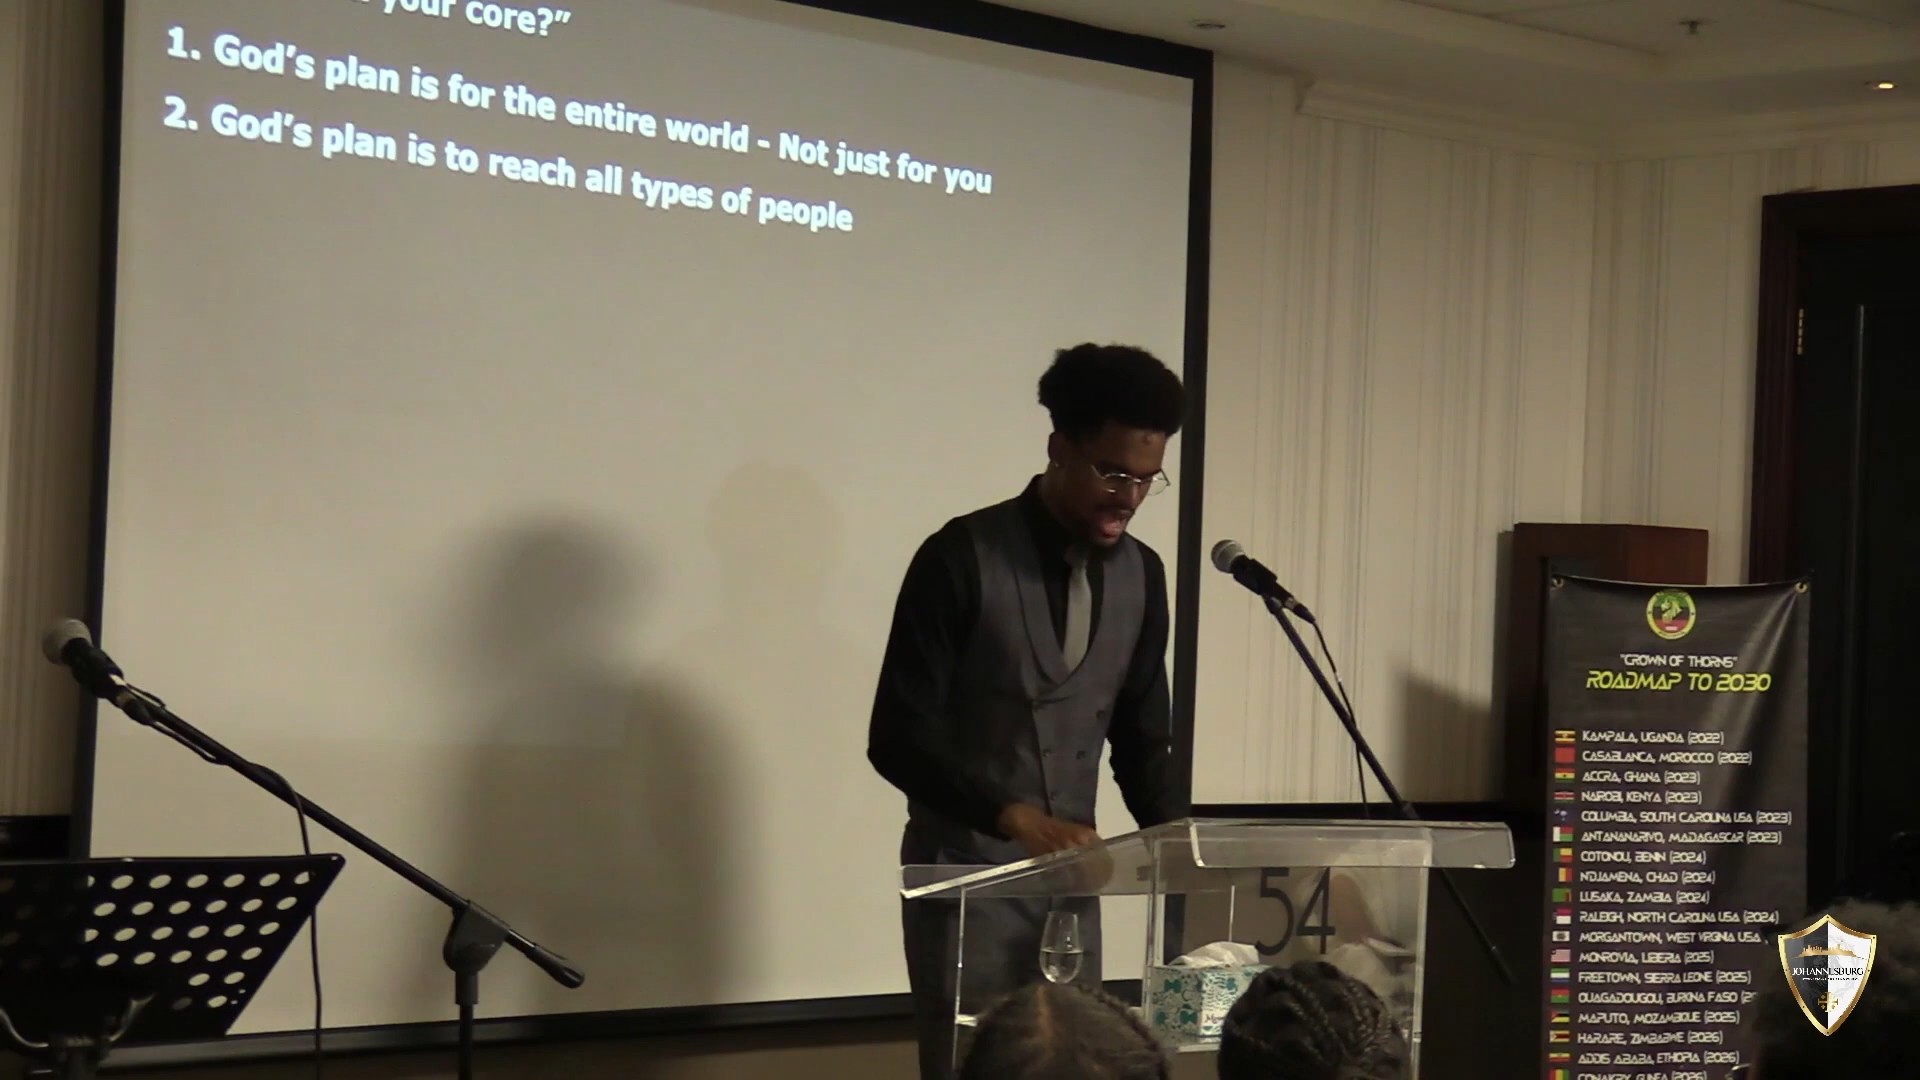 your core?”
1. God’s plan is for the entire world - Not just for you
2. God’s plan is to reach all types of people
54
"CROWN OF THORNS"
ROADMAP TO 2030
KAMPALA, UGANDA (2022)
CASABLANCA, MOROCCO (2022)
ACCRA, GHANA (2023)
NAIROBI, KENYA (2023)
COLUMBIA, SOUTH CAROLINA USA (2023)
ANTANANARIVO, MADAGASCAR (2023)
COTONOU, BENIN (2024)
N'DJAMENA, CHAD (2024)
LUSAKA, ZAMBIA (2024)
RALEIGH, NORTH CAROLINA USA (2024)
MORGANTOWN, WEST VIRGINIA USA
MONROVIA, LIBERIA (2025)
FREETOWN, SIERRA LEONE (2025)
OUAGADOUGOU, BURKINA FASO
MAPUTO, MOZAMBIQUE (2025)
HARARE, ZIMBABWE (2026)
ADDIS ABABA, ETHIOPIA (2026)
CONAKRY, GUINEA (2026)
JOHANNESBURG